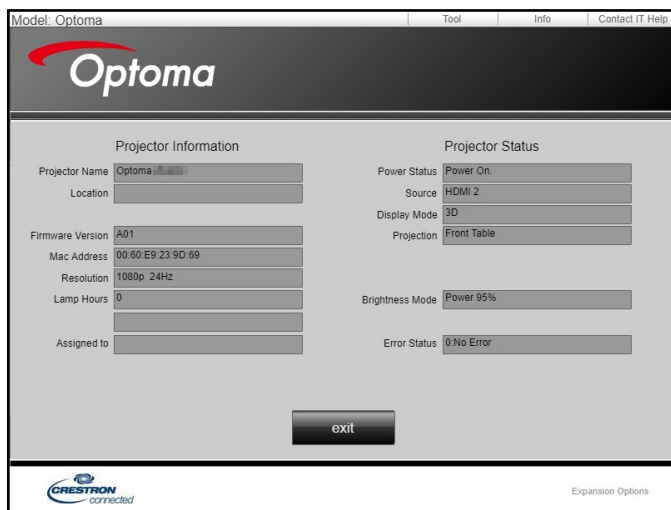 Model: Optoma
Tool
Info
Contact IT Help
Optoma
Projector Information
Projector Name Optoma
Location
Firmware Version A01
Mac Address 00:60:E9:23:9D:69
Resolution 1080p 24Hz
Lamp Hours 0
Assigned to
Projector Status
Power Status Power On.
Source HDMI 2
Display Mode 3D
Projection Front Table
Brightness Mode Power 95%
Error Status 0:No Error
exit
CRESTRON
connected
Expansion Options